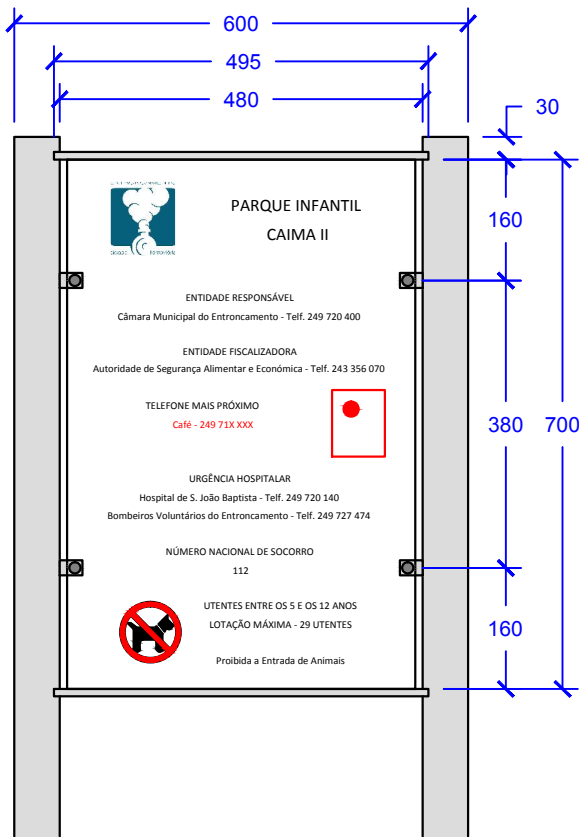 600
495
480
30
PARQUE INFANTIL
CAIMA II
160
ENTIDADE RESPONSÁVEL
Câmara Municipal do Entroncamento - Telf. 249 720 400
ENTIDADE FISCALIZADORA
Autoridade de Segurança Alimentar e Económica - Telf. 243 356 070
TELEFONE MAIS PRÓXIMO
Café - 249 71X XXX
380
700
URGÊNCIA HOSPITALAR
Hospital de S. João Baptista - Telf. 249 720 140
Bombeiros Voluntários do Entroncamento - Telf. 249 727 474
NÚMERO NACIONAL DE SOCORRO
112
UTENTES ENTRE OS 5 E OS 12 ANOS
LOTAÇÃO MÁXIMA - 29 UTENTES
160
Proibida a Entrada de Animais